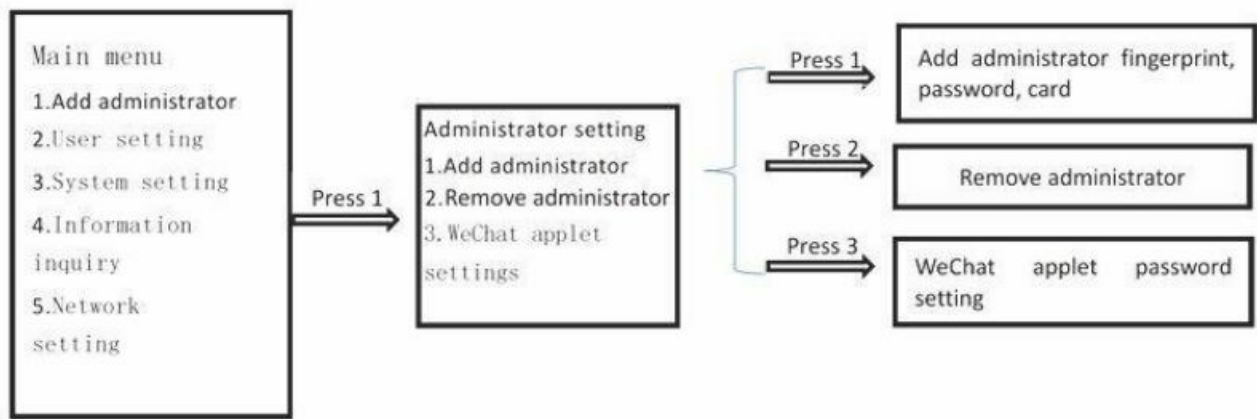 Main menu
1.Add administrator
2.User setting
3.System setting
4.Information
inquiry
5.Network
setting
Press 1
Administrator setting
1.Add administrator
2.Remove administrator
3.WeChat applet
settings
Press 1
Add administrator fingerprint,
password, card
Press 2
Remove administrator
Press 3
WeChat applet password
setting